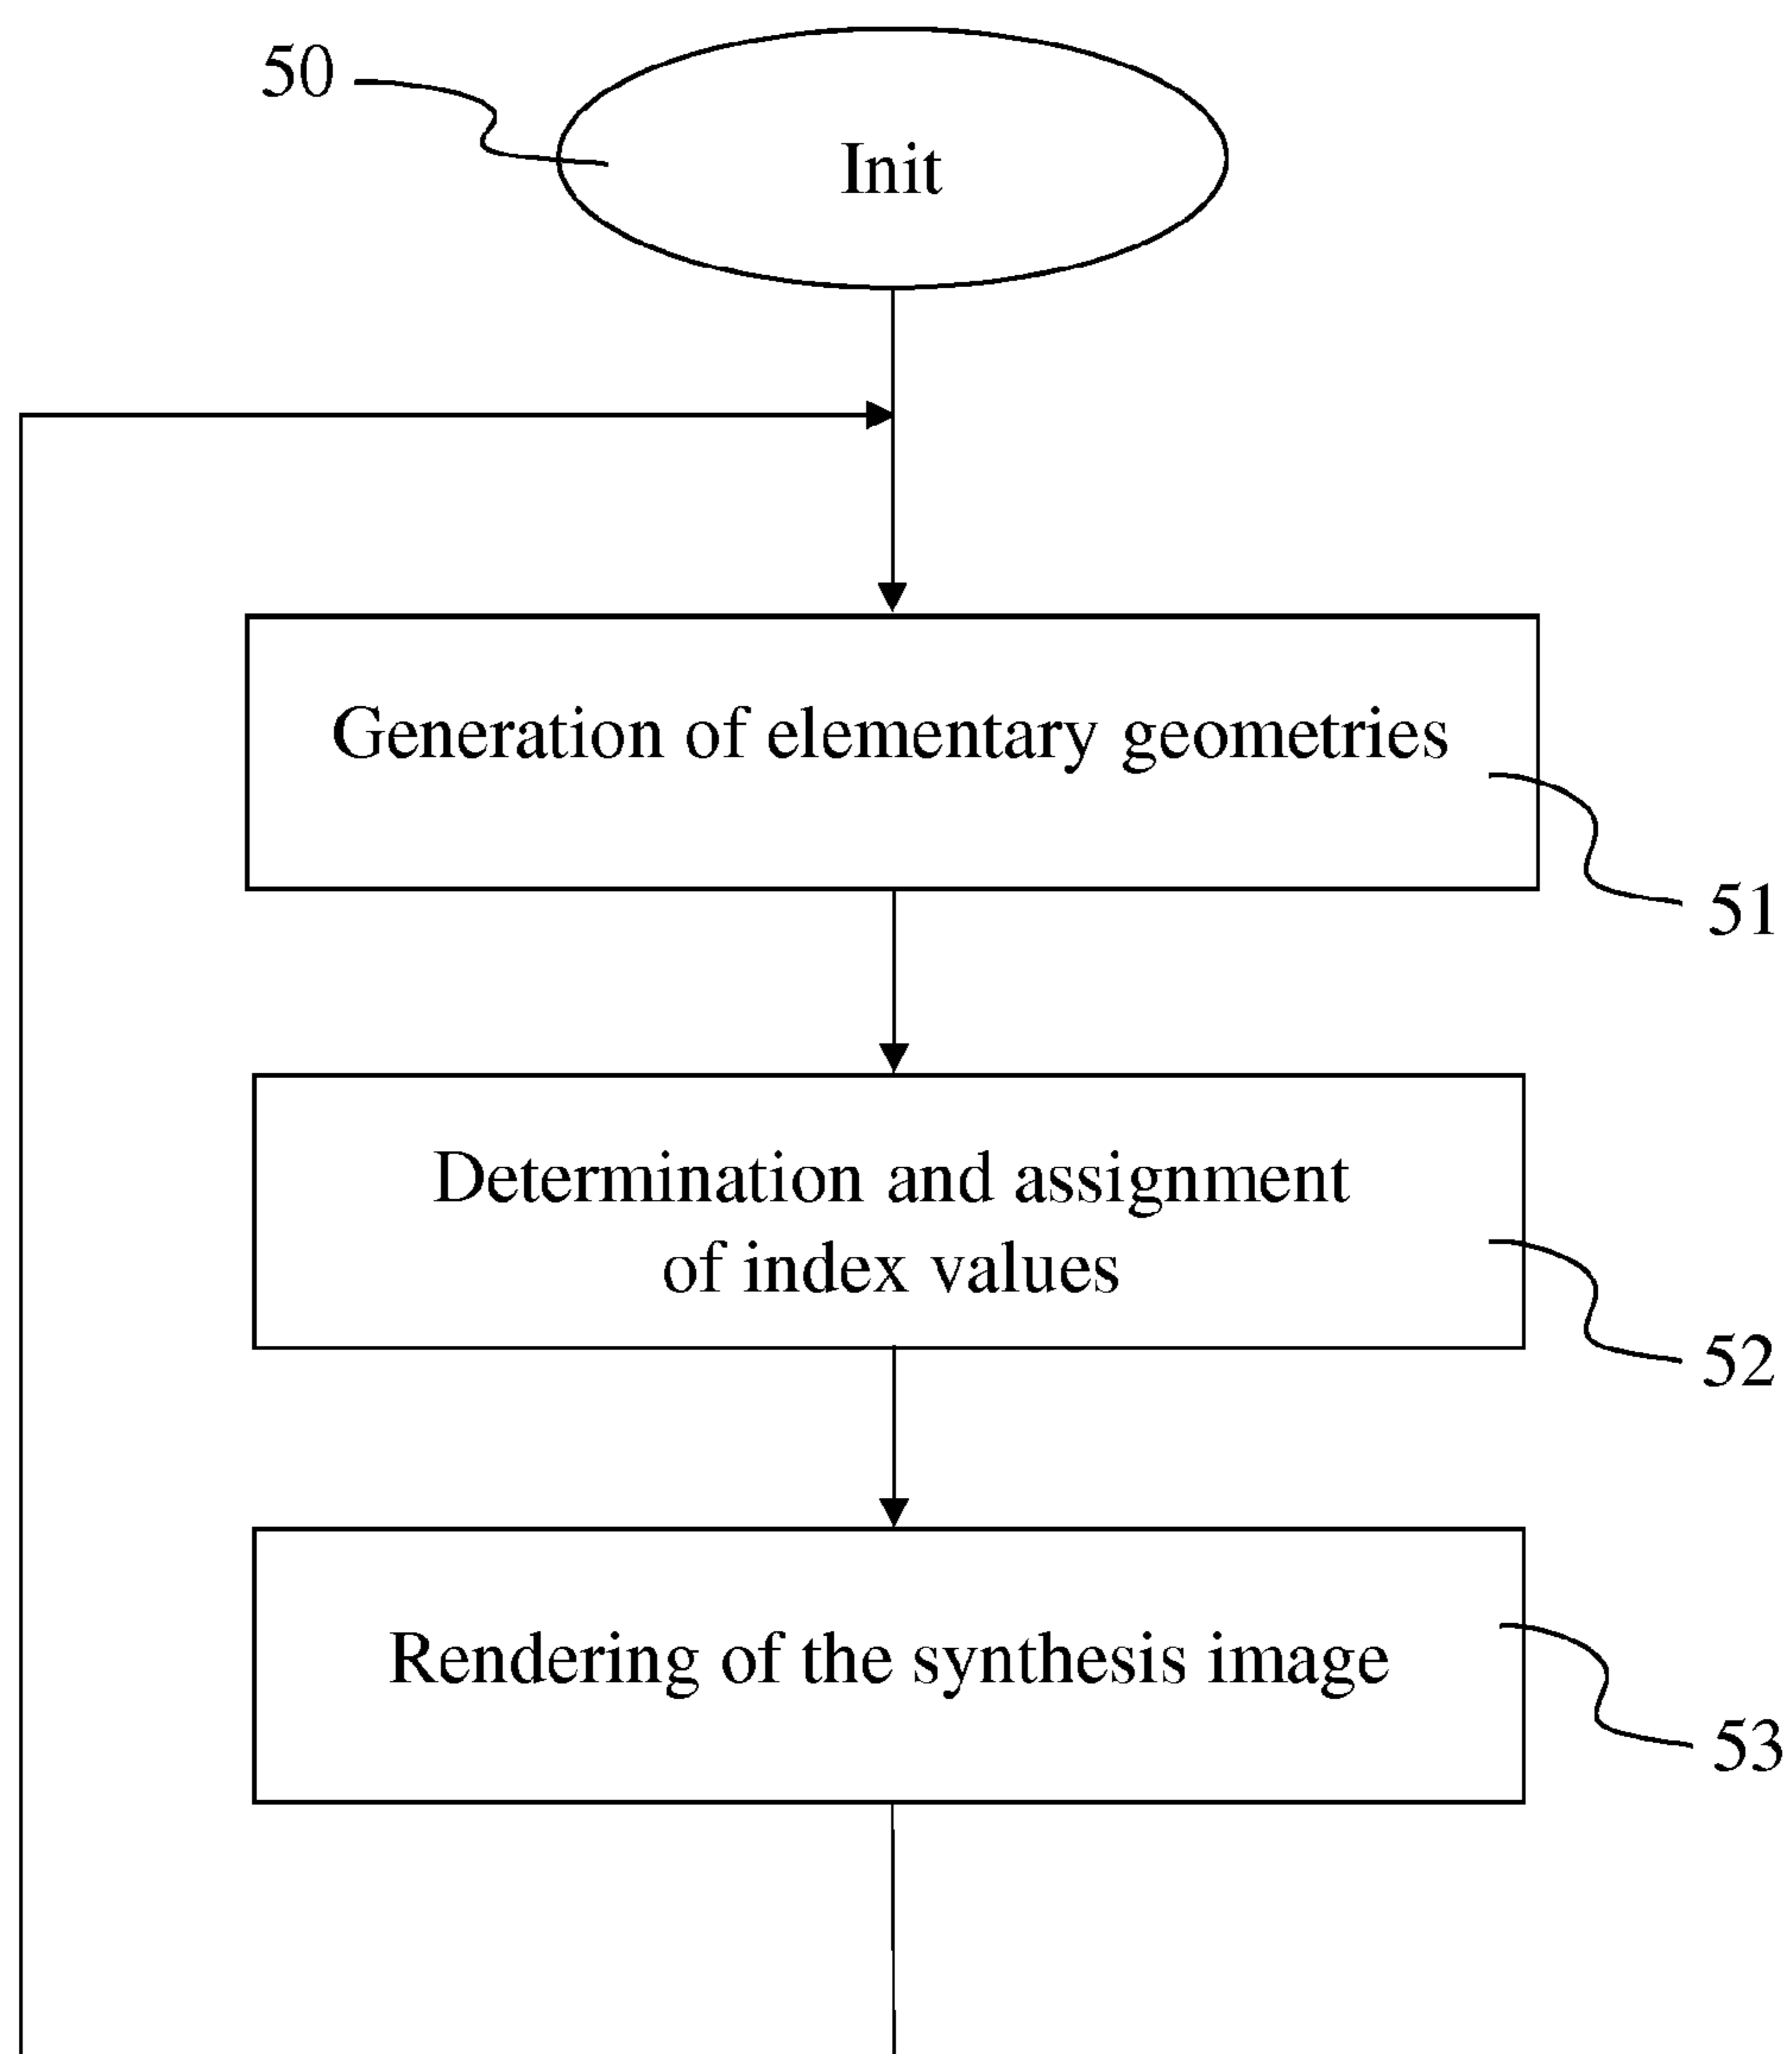 50
Init
Generation of elementary geometries
51
Determination and assignment
of index values
52
Rendering of the synthesis image
53